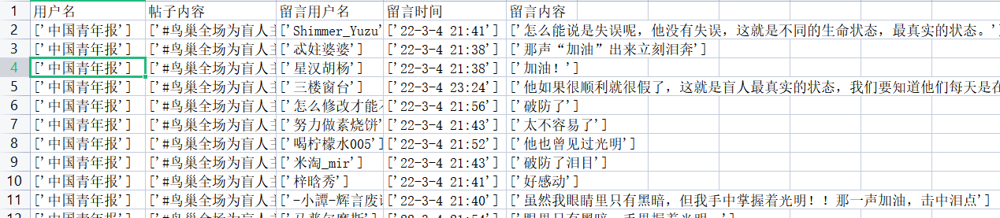 1 用户名 帖子内容 留言用户名 留言时间 留言内容
2 ['中国青年报'] ['#鸟巢全场为盲人主 ['Shimmer_Yuzu' ['22-3-4 21:41'] ['怎么能说是失误呢，他没有失误，这就是不同的生命状态，最真实的状态。']
3 ['中国青年报'] ['#鸟巢全场为盲人主 ['忒妵婆婆'] ['22-3-4 21:38'] ['那声“加油”出来立刻泪奔']
4 ['中国青年报'] ['#鸟巢全场为盲人主 ['星汉胡杨'] ['22-3-4 21:38'] ['加油！']
5 ['中国青年报'] ['#鸟巢全场为盲人主 ['三楼窗台'] ['22-3-4 23:24'] ['他如果很顺利就很假了，这就是盲人最真实的状态，我们要知道他们每天是在
6 ['中国青年报'] ['#鸟巢全场为盲人主 ['怎么修改才能不 ['22-3-4 21:56'] ['破防了']
7 ['中国青年报'] ['#鸟巢全场为盲人主 ['努力做素烧饼' ['22-3-4 21:43'] ['太不容易了']
8 ['中国青年报'] ['#鸟巢全场为盲人主 ['喝柠檬水005'] ['22-3-4 21:52'] ['他也曾见过光明']
9 ['中国青年报'] ['#鸟巢全场为盲人主 ['米淘_mir'] ['22-3-4 21:43'] ['破防了泪目']
10 ['中国青年报'] ['#鸟巢全场为盲人主 ['梓晗秀'] ['22-3-4 21:41'] ['好感动']
11 ['中国青年报'] ['#鸟巢全场为盲人主 ['-小譚-辉言废 ['22-3-4 21:40'] ['虽然我眼睛里只有黑暗，但我手中掌握着光明！！那一声加油，击中泪点']